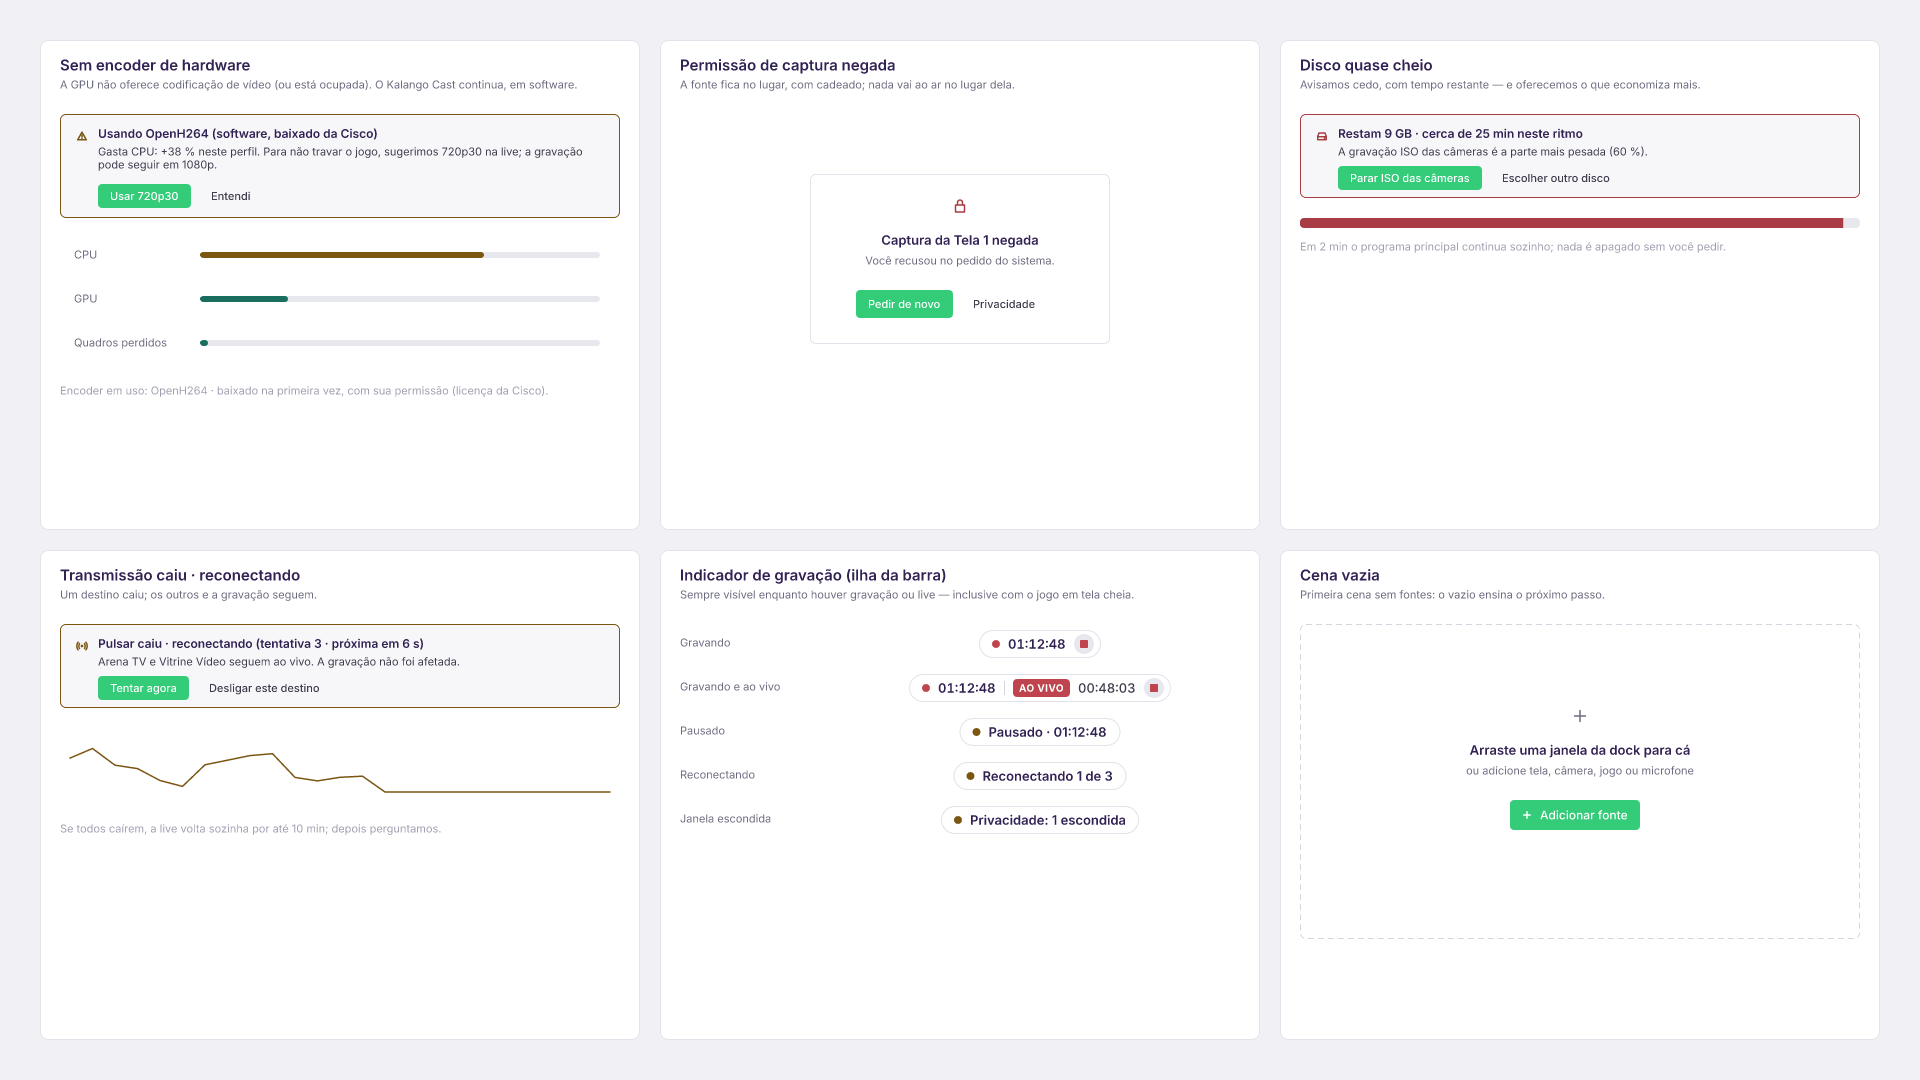 Sem encoder de hardware
A GPU não oferece codificação de vídeo (ou está ocupada). O Kalango Cast continua, em software.
Usando OpenH264 (software, baixado da Cisco)
Gasta CPU: +38 % neste perfil. Para não travar o jogo, sugerimos 720p30 na live; a gravação
pode seguir em 1080p.
Usar 720p30
Entendi
CPU
GPU
Quadros perdidos
Encoder em uso: OpenH264 · baixado na primeira vez, com sua permissão (licença da Cisco).
Permissão de captura negada
A fonte fica no lugar, com cadeado; nada vai ao ar no lugar dela.
Captura da Tela 1 negada
Você recusou no pedido do sistema.
Pedir de novo
Privacidade
Disco quase cheio
Avisamos cedo, com tempo restante — e oferecemos o que economiza mais.
Restam 9 GB · cerca de 25 min neste ritmo
A gravação ISO das câmeras é a parte mais pesada (60 %).
Parar ISO das câmeras
Escolher outro disco
Em 2 min o programa principal continua sozinho; nada é apagado sem você pedir.
Transmissão caiu · reconectando
Um destino caiu; os outros e a gravação seguem.
Pulsar caiu · reconectando (tentativa 3 · próxima em 6 s)
Arena TV e Vitrine Vídeo seguem ao vivo. A gravação não foi afetada.
Tentar agora
Desligar este destino
Se todos caírem, a live volta sozinha por até 10 min; depois perguntamos.
Indicador de gravação (ilha da barra)
Sempre visível enquanto houver gravação ou live — inclusive com o jogo em tela cheia.
Gravando
01:12:48
Gravando e ao vivo
01:12:48
AO VIVO
00:48:03
Pausado
Pausado · 01:12:48
Reconectando
Reconectando 1 de 3
Janela escondida
Privacidade: 1 escondida
Cena vazia
Primeira cena sem fontes: o vazio ensina o próximo passo.
Arraste uma janela da dock para cá
ou adicione tela, câmera, jogo ou microfone
Adicionar fonte